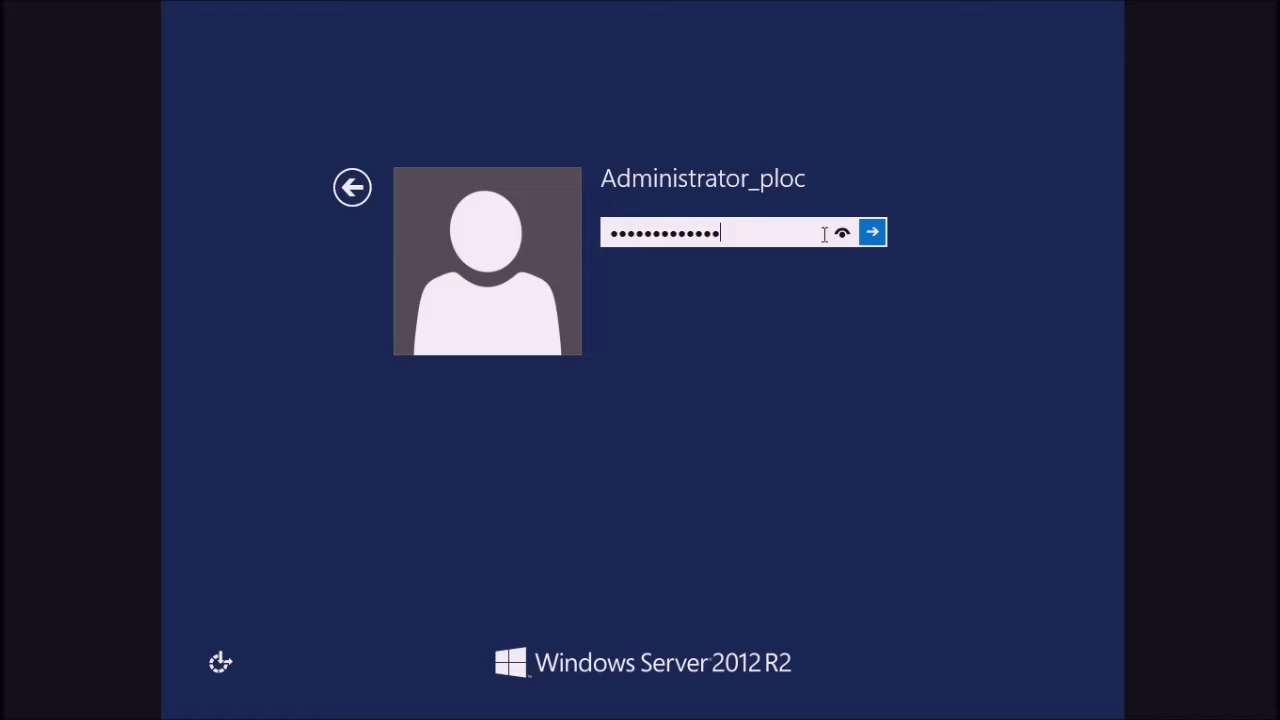 Administrator_ploc
•••••••••••••
Windows Server 2012 R2